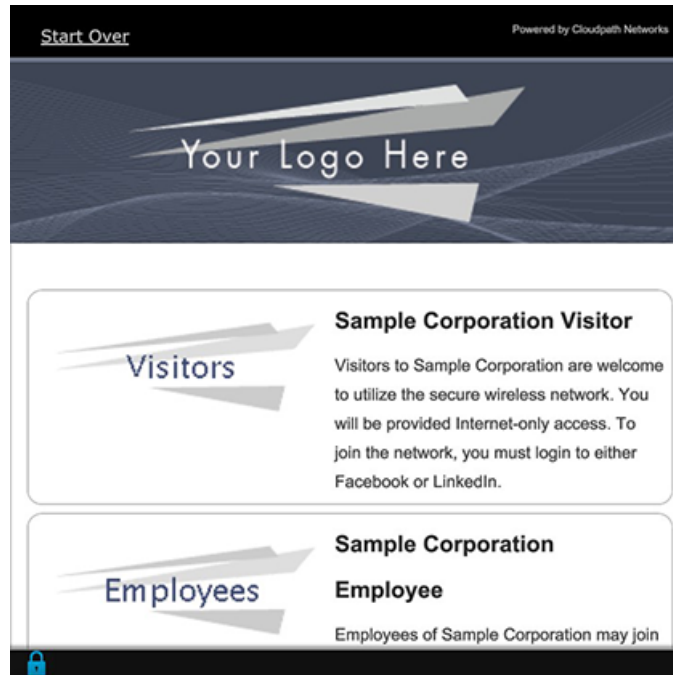 Start Over
Powered by Cloudpath Networks
Your Logo Here
Visitors
Sample Corporation Visitor
Visitors to Sample Corporation are welcome
to utilize the secure wireless network. You
will be provided Internet-only access. To
join the network, you must login to either
Facebook or LinkedIn.
Employees
Sample Corporation
Employee
Employees of Sample Corporation may join